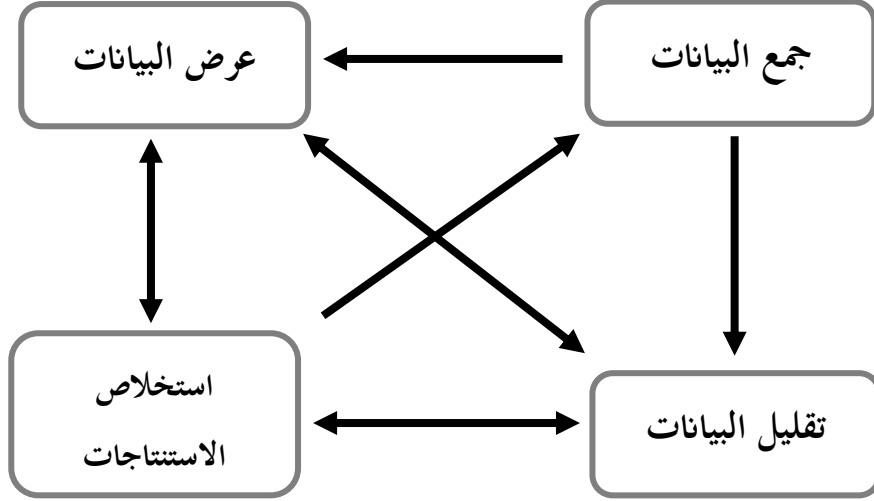 جمع البيانات
عرض البيانات
استخلاص
الاستنتاجات
تقليل البيانات